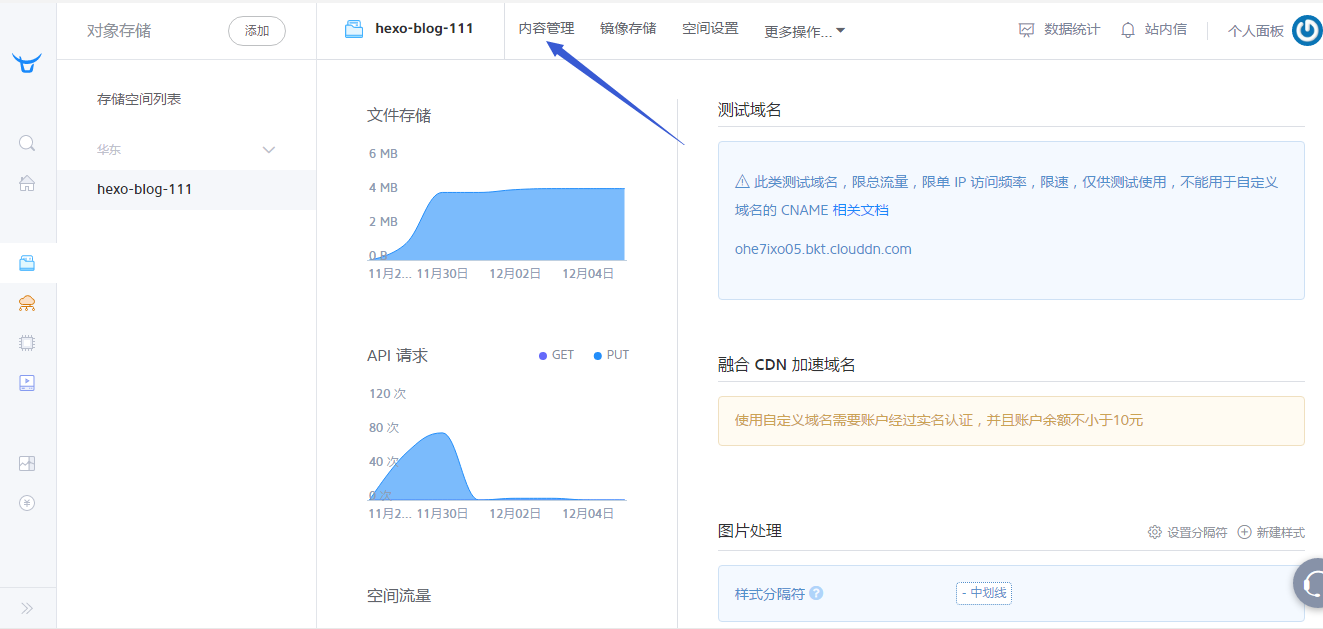 对象存储
添加
hexo-blog-111
内容管理
镜像存储
空间设置
更多操作...
数据统计
站内信
个人面板
存储空间列表
华东
hexo-blog-111
文件存储
6 MB
4 MB
2 MB
0 B
11月2... 11月30日 12月02日 12月04日
API 请求
GET
PUT
120 次
80 次
40 次
0 次
11月2... 11月30日 12月02日 12月04日
空间流量
测试域名
此类测试域名，限总流量，限单 IP 访问频率，限速，仅供测试使用，不能用于自定义
域名的 CNAME 相关文档
ohe7ixo05.bkt.clouddn.com
融合 CDN 加速域名
使用自定义域名需要账户经过实名认证，并且账户余额不小于10元
图片处理
设置分隔符
新建样式
样式分隔符 ?
- 中划线